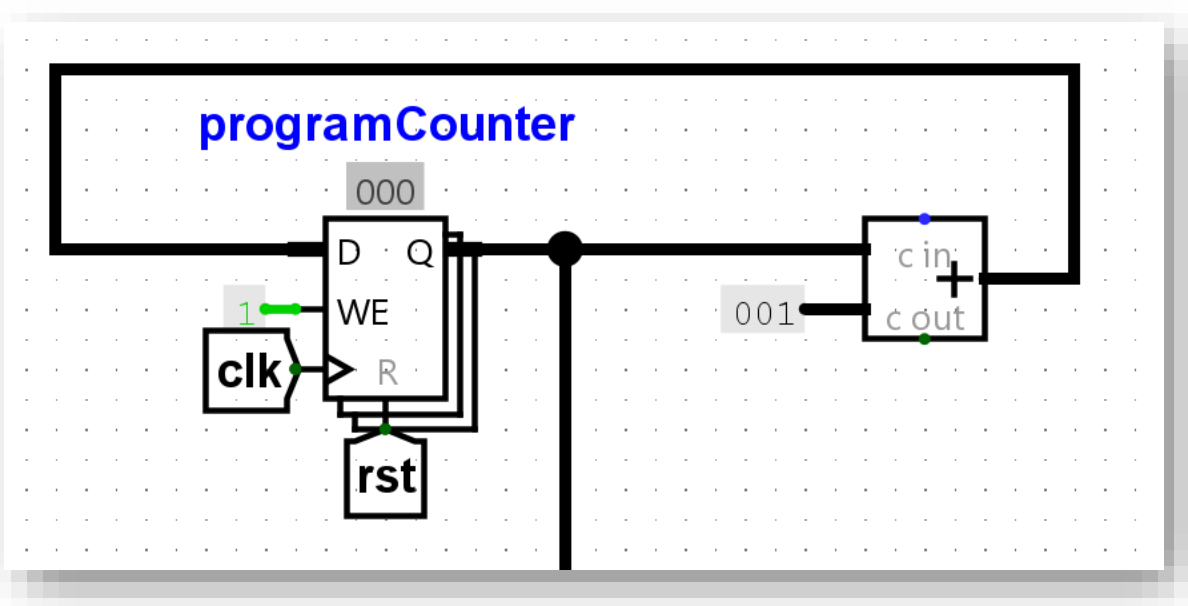 programCounter
000
D Q
c in
+
1 WE
001
c out
clk
R
rst